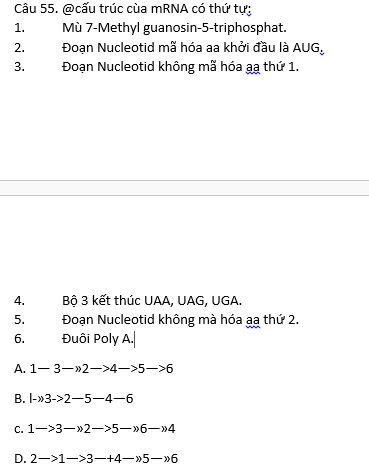 Câu 55. @cấu trúc cùa mRNA có thứ tự:
1. Mù 7-Methyl guanosin-5-triphosphat.
2. Đoạn Nucleotid mã hóa aa khởi đầu là AUG.
3. Đoạn Nucleotid không mã hóa aa thứ 1.
4. Bộ 3 kết thúc UAA, UAG, UGA.
5. Đoạn Nucleotid không mà hóa aa thứ 2.
6. Đuôi Poly A.
A. 1— 3—»2—>4—>5—>6
B. l-»3->2—5—4—6
c. 1—>3—»2—>5—»6—»4
D. 2—>1—>3—+4—»5—»6